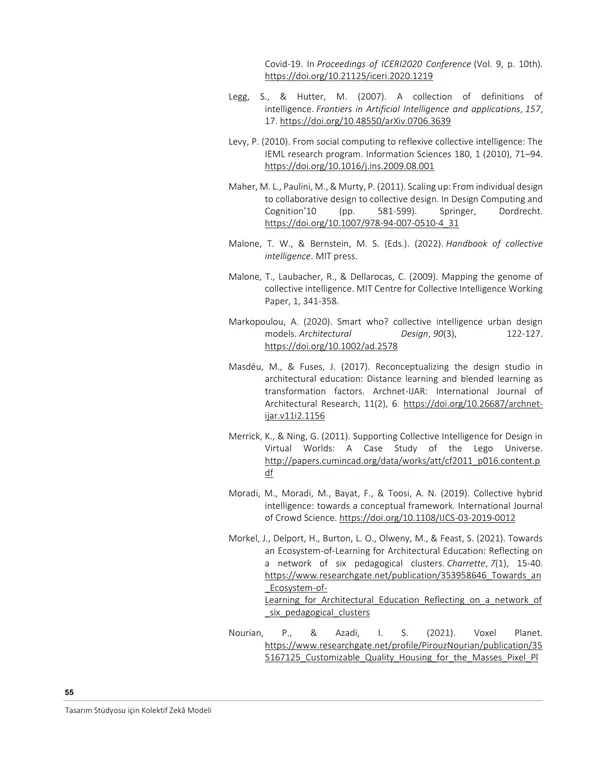 Covid-19. In Proceedings of ICERI2020 Conference (Vol. 9, p. 10th).
https://doi.org/10.21125/iceri.2020.1219
Legg, S., & Hutter, M. (2007). A collection of definitions of
intelligence. Frontiers in Artificial Intelligence and applications, 157,
17. https://doi.org/10.48550/arXiv.0706.3639
Levy, P. (2010). From social computing to reflexive collective intelligence: The
IEML research program. Information Sciences 180, 1 (2010), 71–94.
https://doi.org/10.1016/j.ins.2009.08.001
Maher, M. L., Paulini, M., & Murty, P. (2011). Scaling up: From individual design
to collaborative design to collective design. In Design Computing and
Cognition’10 (pp. 581-599). Springer, Dordrecht.
https://doi.org/10.1007/978-94-007-0510-4_31
Malone, T. W., & Bernstein, M. S. (Eds.). (2022). Handbook of collective
intelligence. MIT press.
Malone, T., Laubacher, R., & Dellarocas, C. (2009). Mapping the genome of
collective intelligence. MIT Centre for Collective Intelligence Working
Paper, 1, 341-358.
Markopoulou, A. (2020). Smart who? collective intelligence urban design
models. Architectural Design, 90(3), 122-127.
https://doi.org/10.1002/ad.2578
Masdéu, M., & Fuses, J. (2017). Reconceptualizing the design studio in
architectural education: Distance learning and blended learning as
transformation factors. Archnet-IJAR: International Journal of
Architectural Research, 11(2), 6. https://doi.org/10.26687/archnet-
ijar.v11i2.1156
Merrick, K., & Ning, G. (2011). Supporting Collective Intelligence for Design in
Virtual Worlds: A Case Study of the Lego Universe.
http://papers.cumincad.org/data/works/att/cf2011_p016.content.p
df
Moradi, M., Moradi, M., Bayat, F., & Toosi, A. N. (2019). Collective hybrid
intelligence: towards a conceptual framework. International Journal
of Crowd Science. https://doi.org/10.1108/IJCS-03-2019-0012
Morkel, J., Delport, H., Burton, L. O., Olweny, M., & Feast, S. (2021). Towards
an Ecosystem-of-Learning for Architectural Education: Reflecting on
a network of six pedagogical clusters. Charrette, 7(1), 15-40.
https://www.researchgate.net/publication/353958646_Towards_an
_Ecosystem-of-
Learning_for_Architectural_Education_Reflecting_on_a_network_of
_six_pedagogical_clusters
Nourian, P., & Azadi, I. S. (2021). Voxel Planet.
https://www.researchgate.net/profile/PirouzNourian/publication/35
5167125_Customizable_Quality_Housing_for_the_Masses_Pixel_Pl
55
Tasarım Stüdyosu için Kolektif Zekâ Modeli